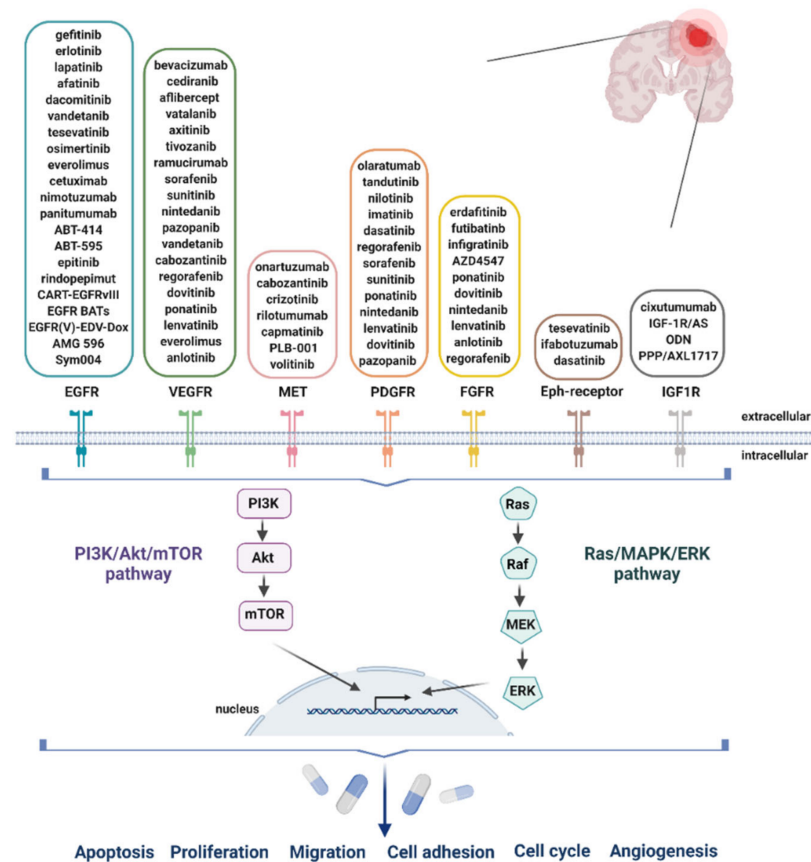 gefitinib
erlotinib
lapatinib
afatinib
dacomitinib
vandetanib
tesevatinib
osimertinib
everolimus
cetuximab
nimotuzumab
panitumumab
ABT-414
ABT-595
epitinib
rindopepimut
CART-EGFRvIII
EGFR BATs
EGFR(V)-EDV-Dox
AMG 596
Sym004
EGFR
bevacizumab
cediranib
aflibercept
vatalanib
axitinib
tivozanib
ramucirumab
sorafenib
sunitinib
nintedanib
pazopanib
vandetanib
cabozantinib
regorafenib
dovitinib
ponatinib
lenvatinib
everolimus
anlotinib
VEGFR
onartuzumab
cabozantinib
crizotinib
rilotumumab
capmatinib
PLB-001
volitinib
MET
olaratumab
tandutinib
nilotinib
imatinib
dasatinib
regorafenib
sorafenib
sunitinib
ponatinib
nintedanib
lenvatinib
dovitinib
pazopanib
PDGFR
erdafitinib
futibatinib
infigratinib
AZD4547
ponatinib
dovitinib
nintedanib
lenvatinib
anlotinib
regorafenib
FGFR
tesevatinib
ifabotuzumab
dasatinib
Eph-receptor
cixutumumab
IGF-1R/AS
ODN
PPP/AXL1717
IGF1R
extracellular
intracellular
PI3K/Akt/mTOR
pathway
PI3K
Akt
mTOR
Ras
Raf
MEK
ERK
Ras/MAPK/ERK
pathway
nucleus
Apoptosis Proliferation Migration Cell adhesion Cell cycle Angiogenesis